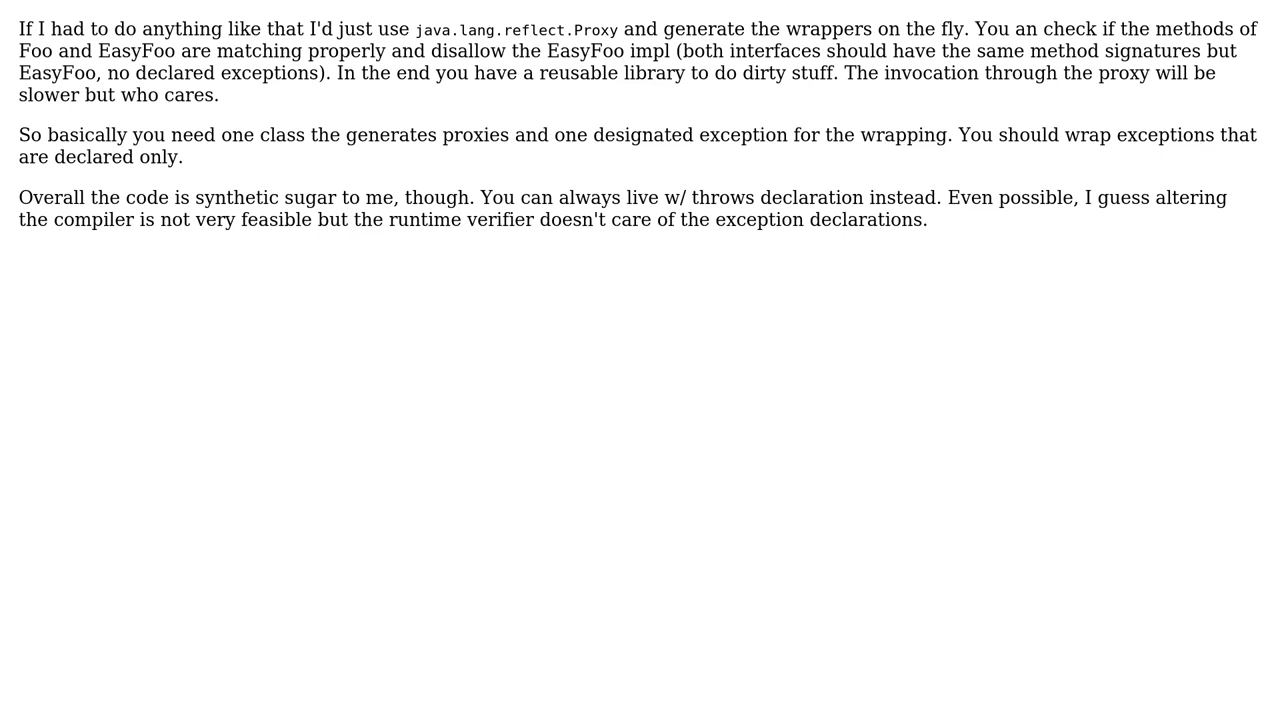 If I had to do anything like that I'd just use java.lang.reflect.Proxy and generate the wrappers on the fly. You an check if the methods of
Foo and EasyFoo are matching properly and disallow the EasyFoo impl (both interfaces should have the same method signatures but
EasyFoo, no declared exceptions). In the end you have a reusable library to do dirty stuff. The invocation through the proxy will be
slower but who cares.
So basically you need one class the generates proxies and one designated exception for the wrapping. You should wrap exceptions that
are declared only.
Overall the code is synthetic sugar to me, though. You can always live w/ throws declaration instead. Even possible, I guess altering
the compiler is not very feasible but the runtime verifier doesn't care of the exception declarations.